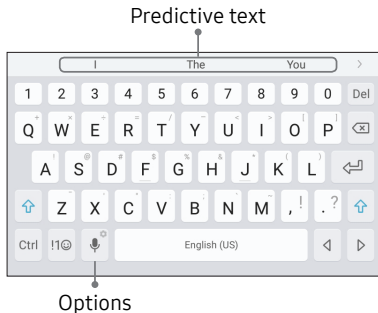 Predictive text
I The You >
1 2 3 4 5 6 7 8 9 0 Del
Q + W × E ÷ R = T / Y _ U < I > O [ P ]
A ! S @ D # F $ G % H & J * K ( L )
Z - X ' C " V : B ; N ` M ~ , ! . ?
Ctrl !1☺ English (US)
Options